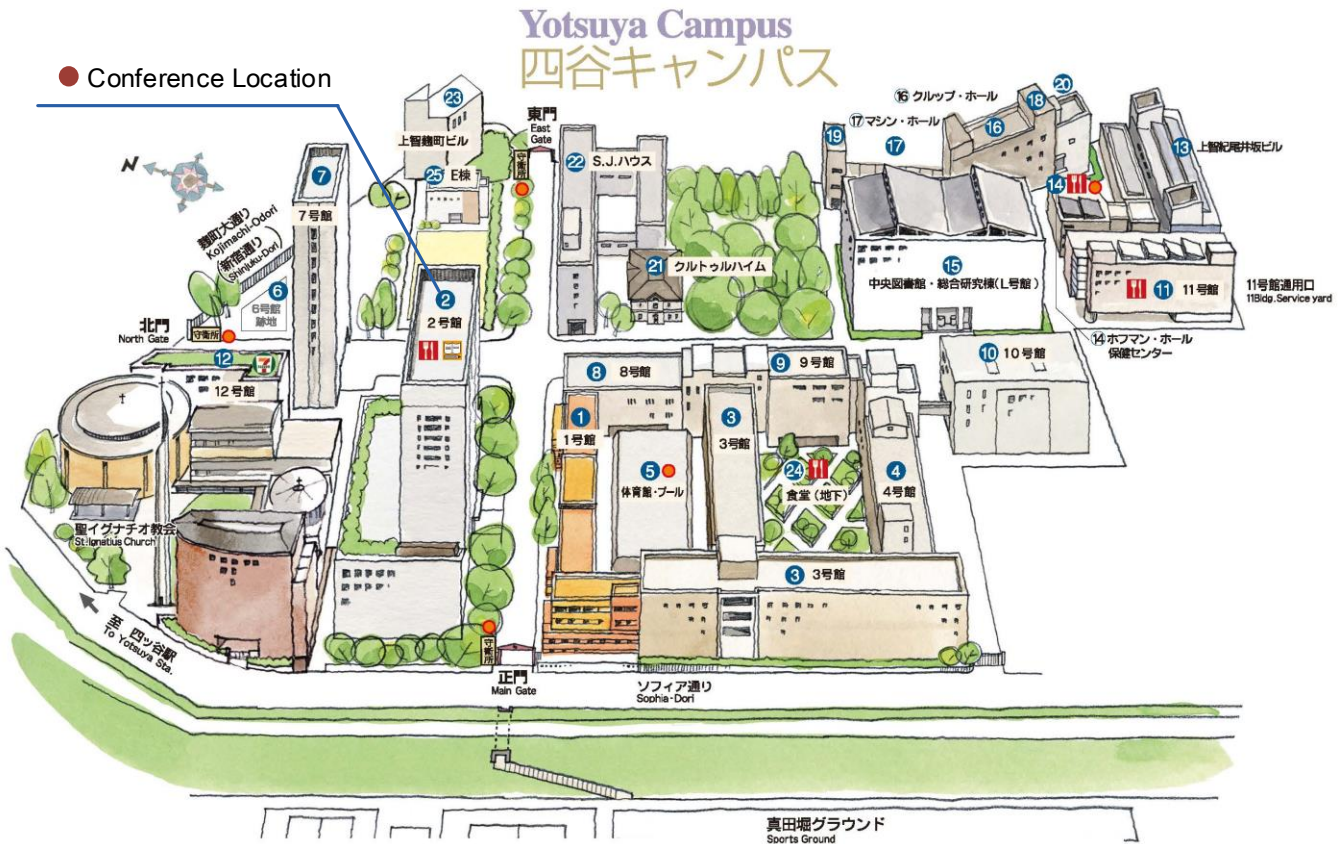 Yotsuya Campus
四谷キャンパス
Conference Location
23
上智麹町ビル
25 E棟
東門
East
Gate
守衛所
22 S.J.ハウス
19
⑰マシン・ホール
17
⑯クルップ・ホール
16
18
20
13 上智紀尾井坂ビル
14
N
7
7号館
麹町大通り
Kojimachi-Odori
(新宿通り)
Shinjuku-Dori
6
6号館
跡地
北門
North Gate
守衛所
12
12号館
2
2号館
21 クルトゥルハイム
15
中央図書館・総合研究棟(L号館)
11 11号館
11号館通用口
11Bldg.Service yard
⑭ホフマン・ホール
保健センター
10 10号館
8 8号館
9 9号館
1
1号館
3
3号館
5
体育館・プール
24
食堂(地下)
4
4号館
3 3号館
聖イグナチオ教会
St.Ignatius Church
至 四ッ谷駅
To Yotsuya Sta.
守衛所
正門
Main Gate
ソフィア通り
Sophia-Dori
真田堀グラウンド
Sports Ground